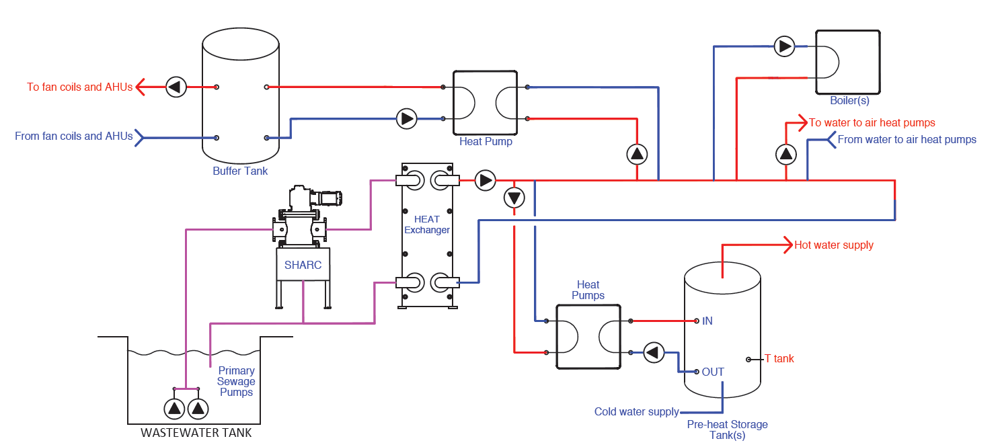 Boiler(s)
To fan coils and AHUs
To water to air heat pumps
From fan coils and AHUs
Heat Pump
From water to air heat pumps
Buffer Tank
HEAT
Exchanger
SHARC
Hot water supply
Heat
Pumps
IN
T tank
OUT
Primary
Sewage
Pumps
Cold water supply
Pre-heat Storage
Tank(s)
WASTEWATER TANK